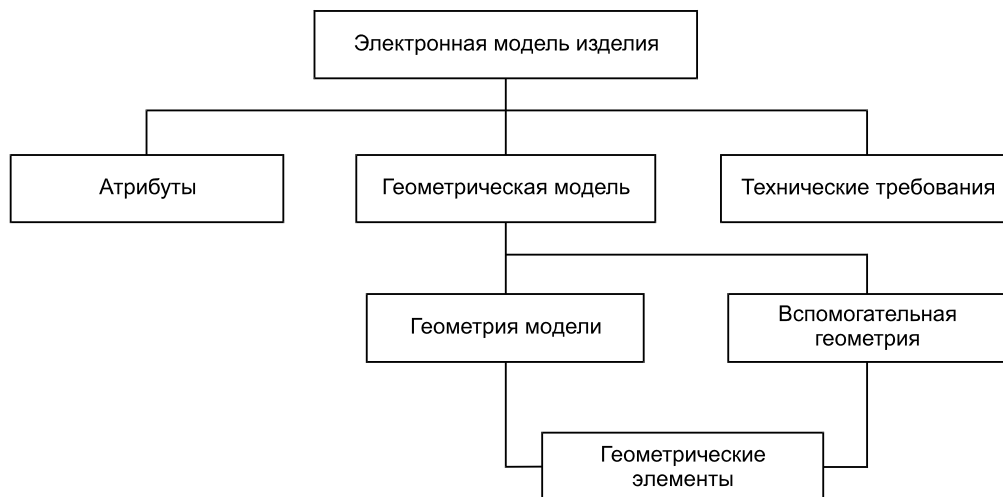 Электронная модель изделия
Атрибуты
Геометрическая модель
Технические требования
Геометрия модели
Вспомогательная
геометрия
Геометрические
элементы